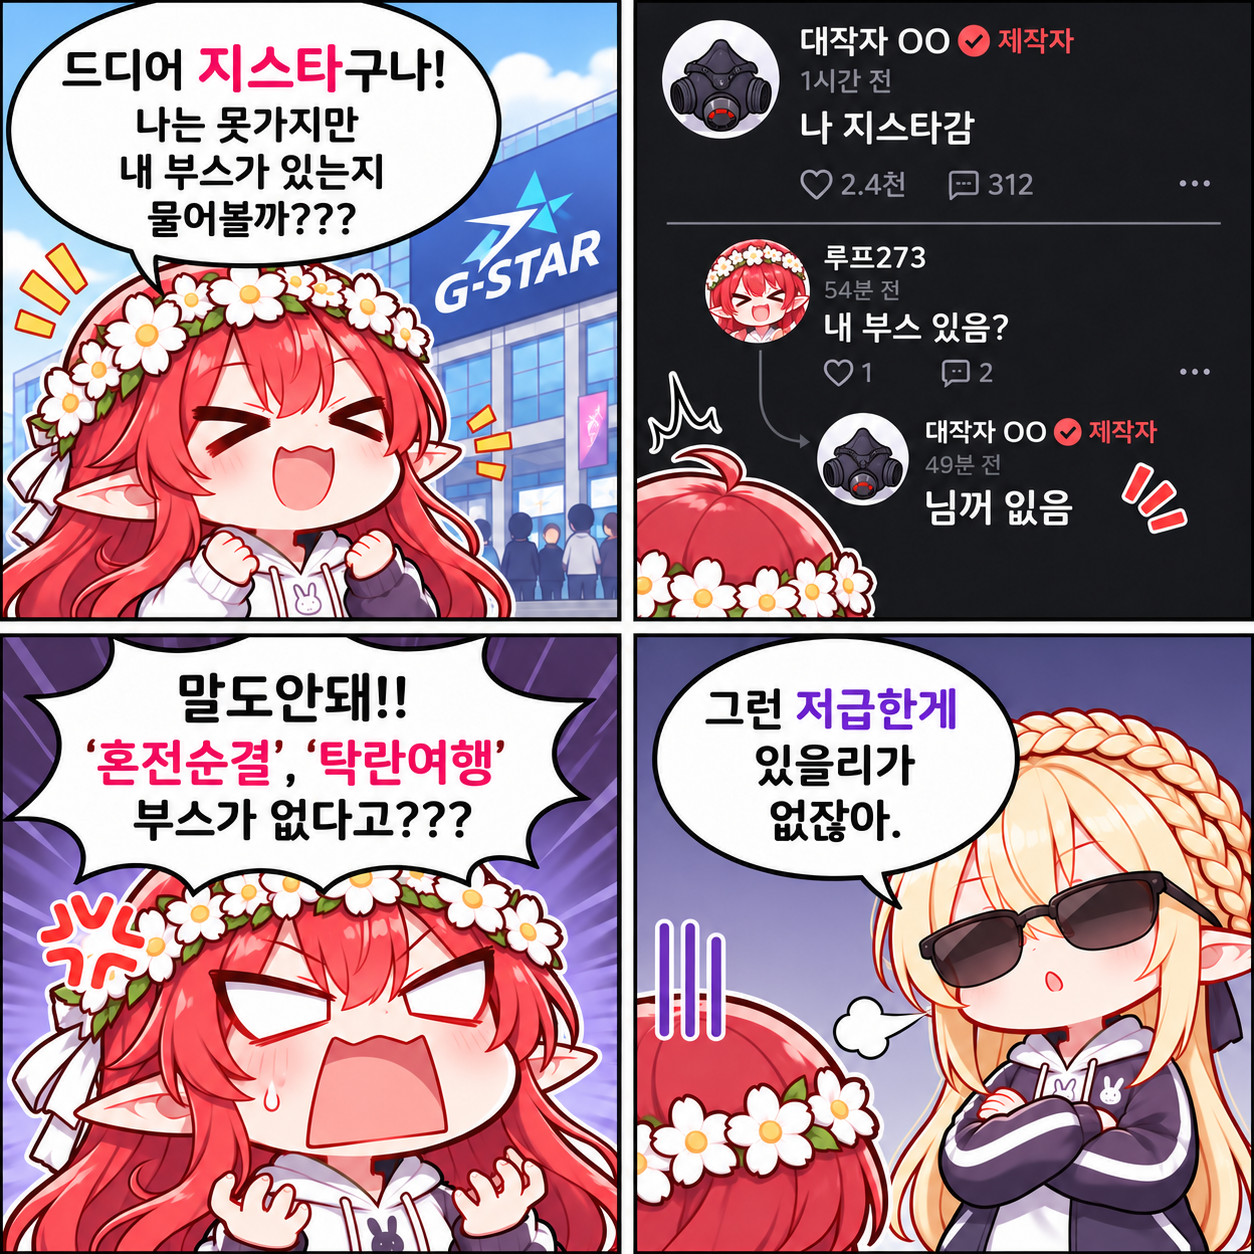 드디어 지스타구나!
나는 못가지만
내 부스가 있는지
물어볼까???
G-STAR
대작자 OO 제작자
1시간 전
나 지스타감
2.4천 312
루프273
54분 전
내 부스 있음?
1 2
대작자 OO 제작자
49분 전
님꺼 없음
말도안돼!!
‘혼전순결’, ‘탁란여행’
부스가 없다고???
그런 저급한게
있을리가
없잖아.